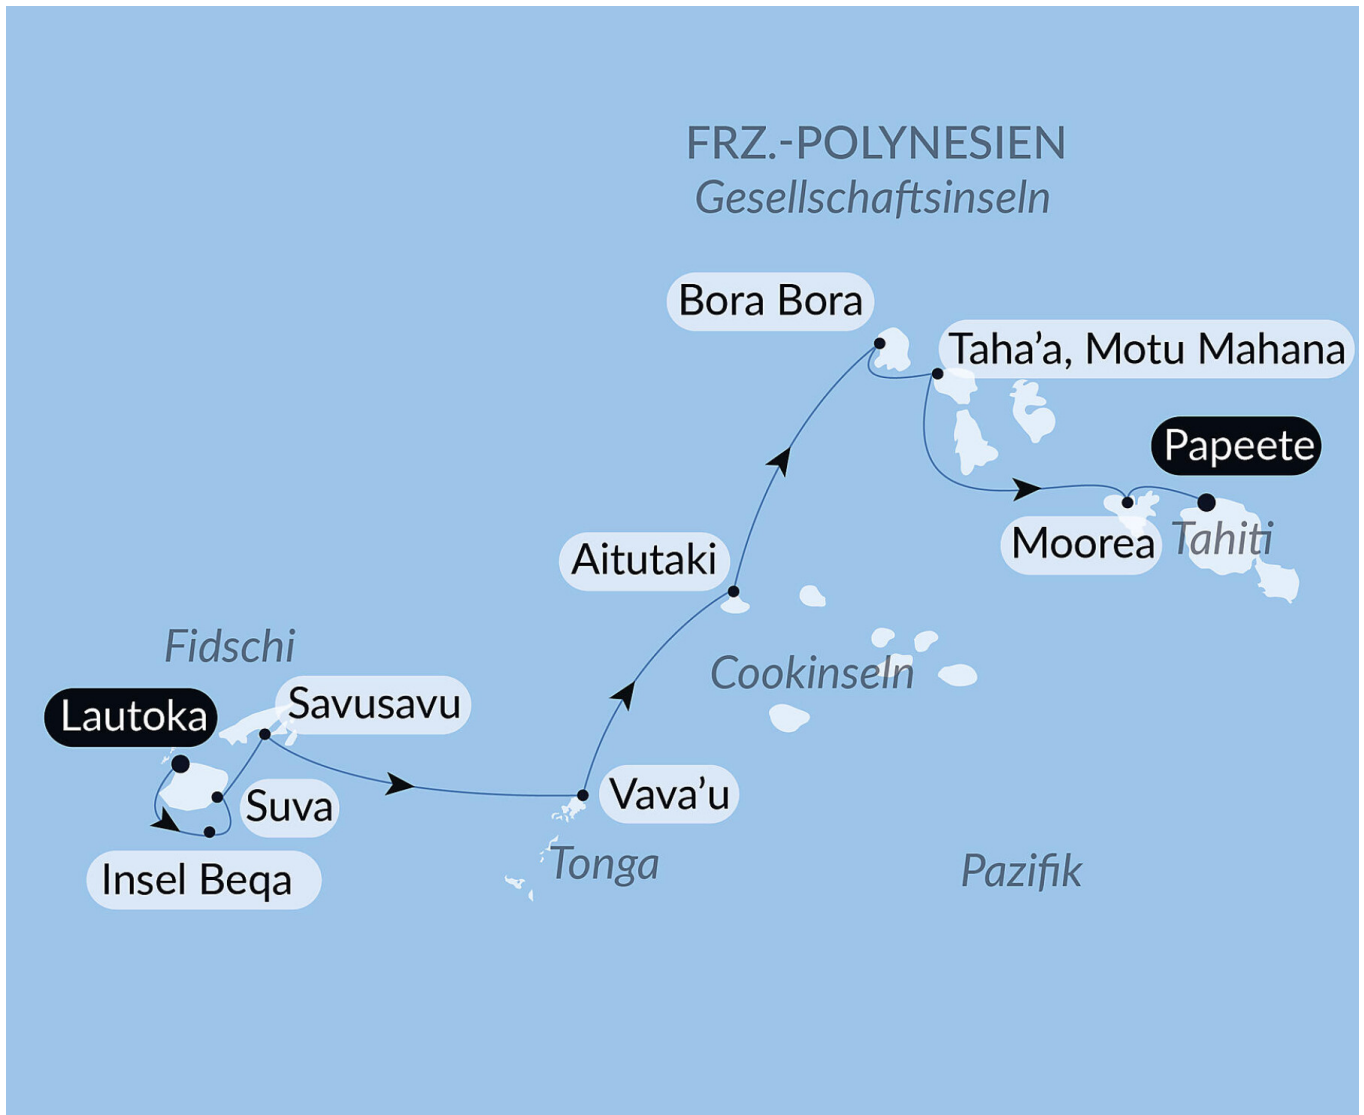 FRZ.-POLYNESIEN
Gesellschaftsinseln
Bora Bora
Taha’a, Motu Mahana
Papeete
Moorea
Tahiti
Aitutaki
Cookinseln
Fidschi
Lautoka
Savusavu
Suva
Insel Beqa
Vava’u
Tonga
Pazifik